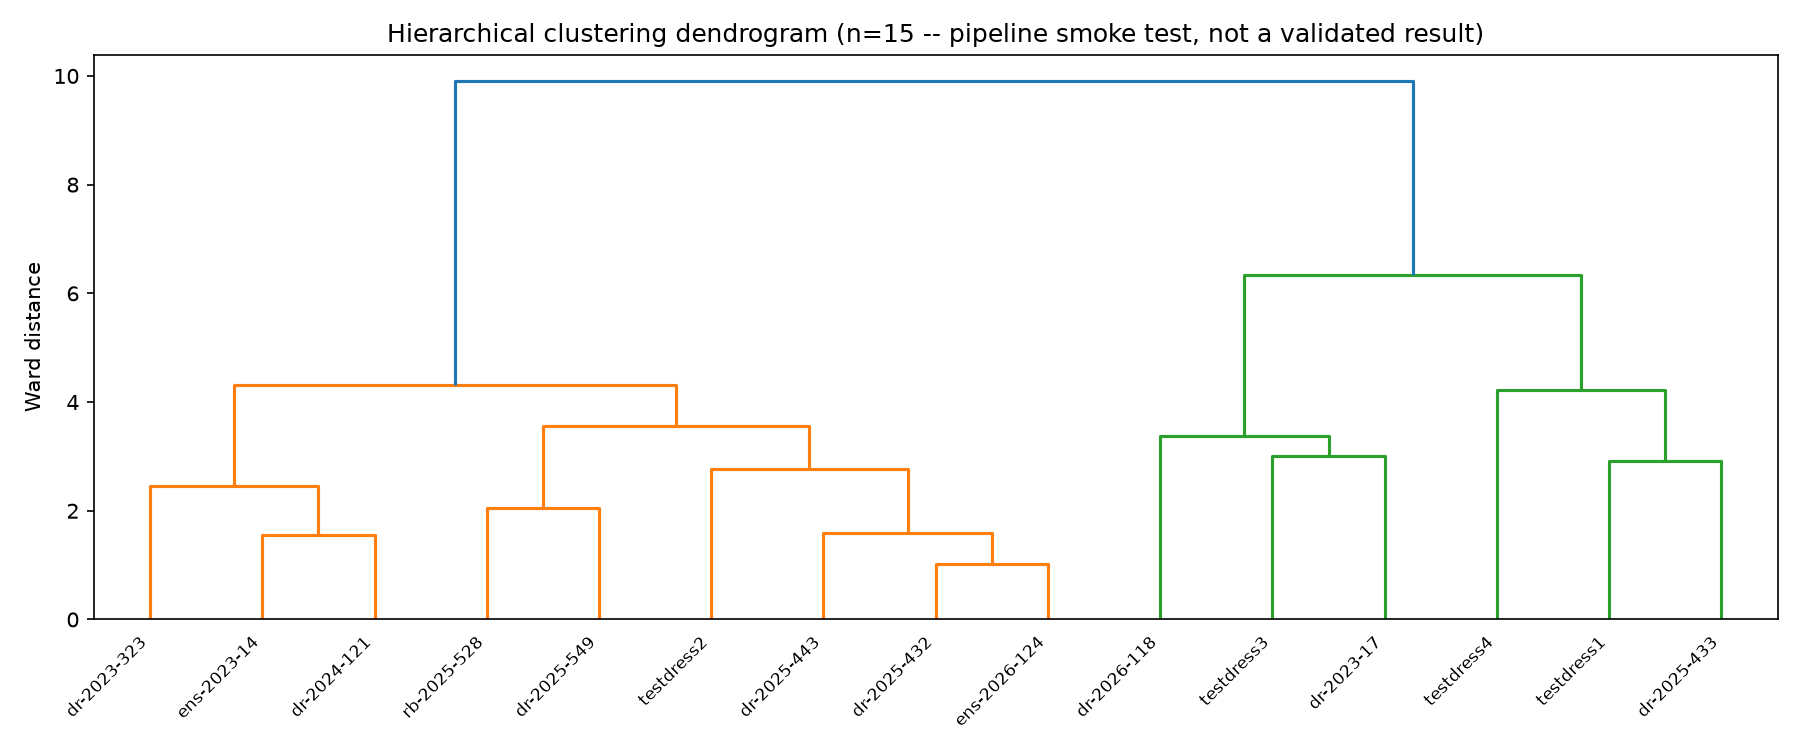 Hierarchical clustering dendrogram (n=15 -- pipeline smoke test, not a validated result)
Ward distance
10
8
6
4
2
0
dr-2023-323
ens-2023-14
dr-2024-121
rb-2025-528
dr-2025-549
testdress2
dr-2025-443
dr-2025-432
ens-2026-124
dr-2026-118
testdress3
dr-2023-17
testdress4
testdress1
dr-2025-433